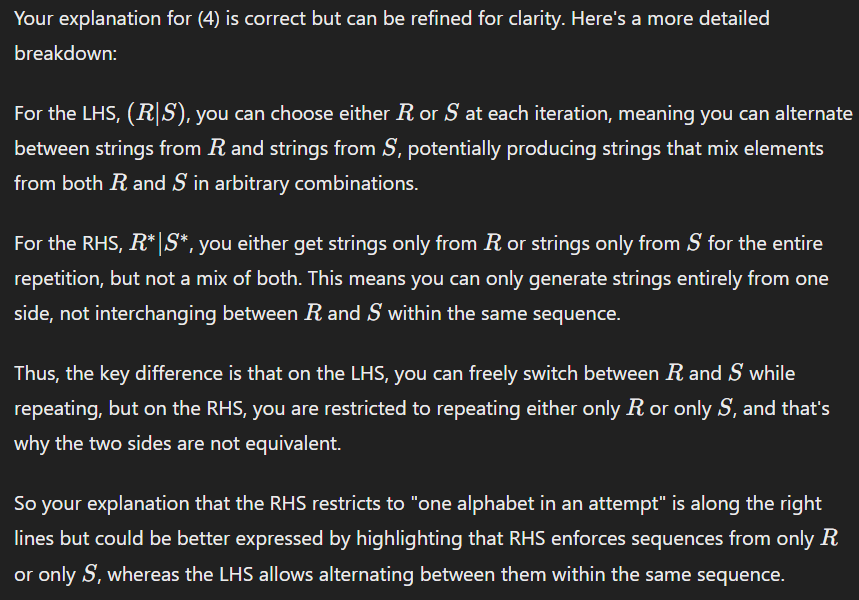 Your explanation for (4) is correct but can be refined for clarity. Here's a more detailed
breakdown:
For the LHS, (R|S), you can choose either R or S at each iteration, meaning you can alternate
between strings from R and strings from S, potentially producing strings that mix elements
from both R and S in arbitrary combinations.
For the RHS, R*|S*, you either get strings only from R or strings only from S for the entire
repetition, but not a mix of both. This means you can only generate strings entirely from one
side, not interchanging between R and S within the same sequence.
Thus, the key difference is that on the LHS, you can freely switch between R and S while
repeating, but on the RHS, you are restricted to repeating either only R or only S, and that's
why the two sides are not equivalent.
So your explanation that the RHS restricts to "one alphabet in an attempt" is along the right
lines but could be better expressed by highlighting that RHS enforces sequences from only R
or only S, whereas the LHS allows alternating between them within the same sequence.